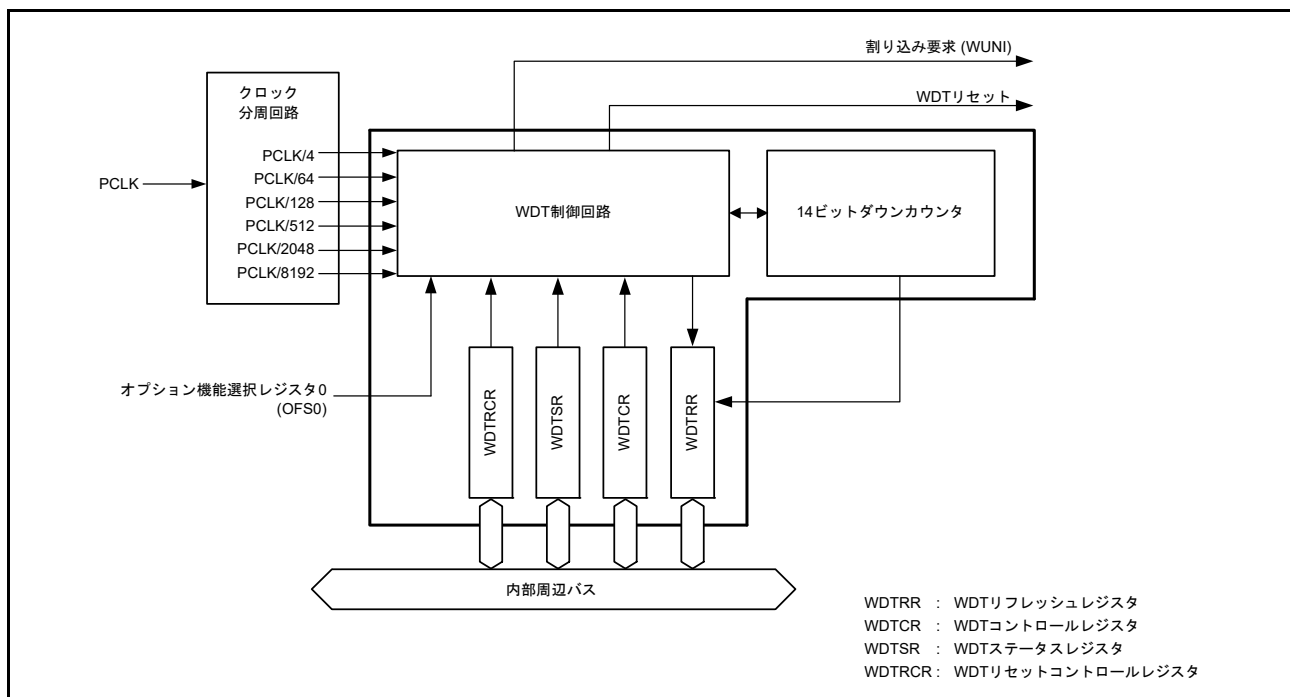 割り込み要求 (WUNI)
WDTリセット
クロック
分周回路
PCLK
PCLK/4
PCLK/64
PCLK/128
PCLK/512
PCLK/2048
PCLK/8192
WDT制御回路
14ビットダウンカウンタ
オプション機能選択レジスタ0
(OFS0)
WDTRCR
WDTSR
WDTCR
WDTRR
内部周辺バス
WDTRR : WDTリフレッシュレジスタ
WDTCR : WDTコントロールレジスタ
WDTSR : WDTステータスレジスタ
WDTRCR : WDTリセットコントロールレジスタ